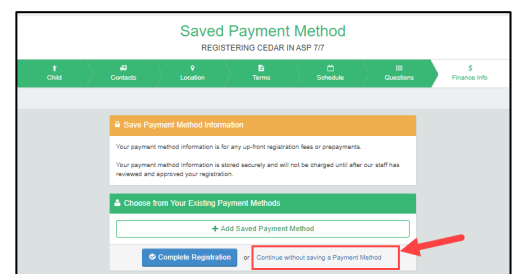 Saved Payment Method
REGISTERING CEDAR IN ASP 7/7
Child
Contacts
Location
Terms
Schedule
Questions
Finance Info
Save Payment Method Information
Your payment method information is for any up-front registration fees or prepayments.
Your payment method information is stored securely and will not be charged until after our staff has
reviewed and approved your registration.
Choose from Your Existing Payment Methods
+ Add Saved Payment Method
Complete Registration or Continue without saving a Payment Method